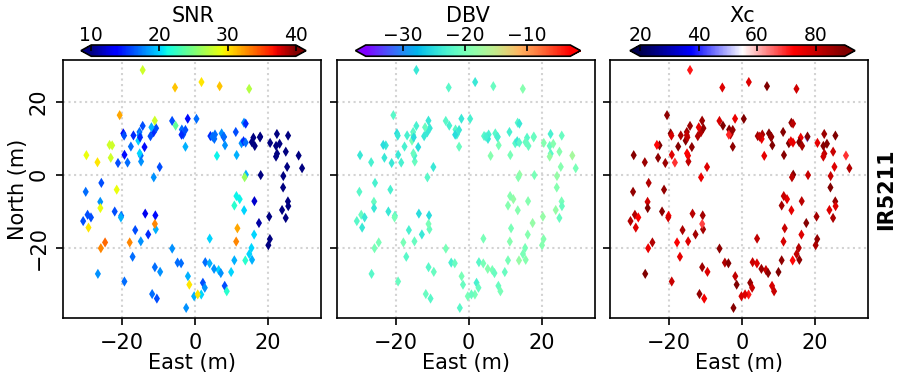 SNR DBV Xc
10 20 30 40 −30 −20 −10 20 40 60 80
20
0
−20
North (m)
IR5211
−20 0 20 −20 0 20 −20 0 20
East (m) East (m) East (m)